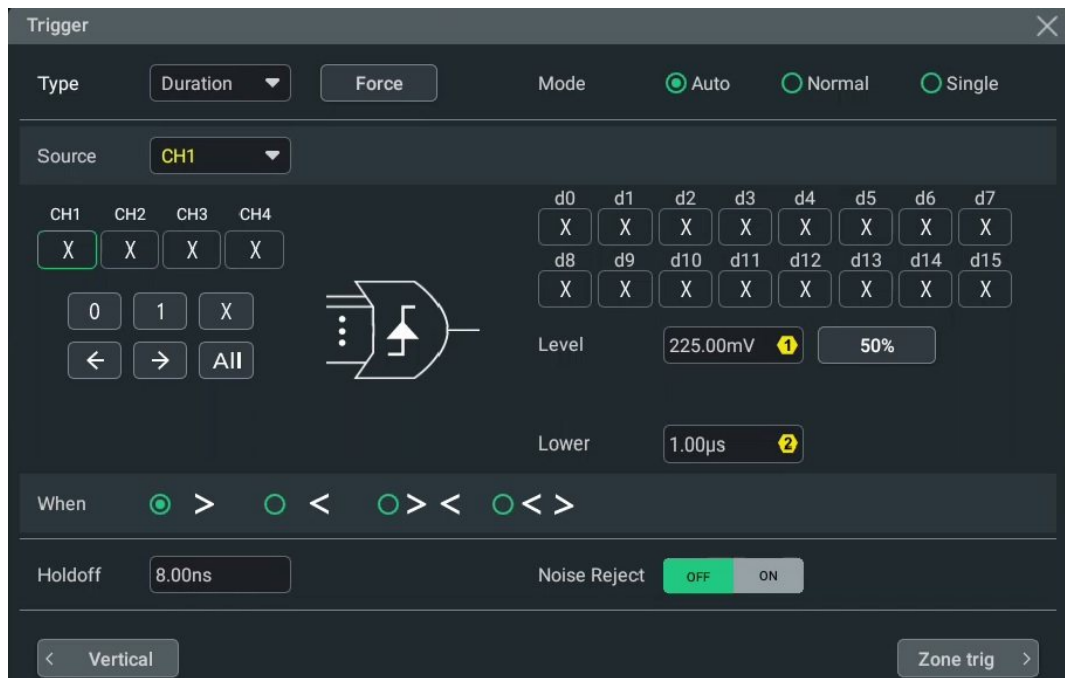 Trigger
Type Duration Force Mode Auto Normal Single
Source CH1
CH1 CH2 CH3 CH4
X X X X
d0 d1 d2 d3 d4 d5 d6 d7
X X X X X X X X
d8 d9 d10 d11 d12 d13 d14 d15
X X X X X X X X
0 1 X
← → All
Level 225.00mV 1 50%
Lower 1.00µs 2
When > < > < < >
Holdoff 8.00ns Noise Reject OFF ON
< Vertical Zone trig >